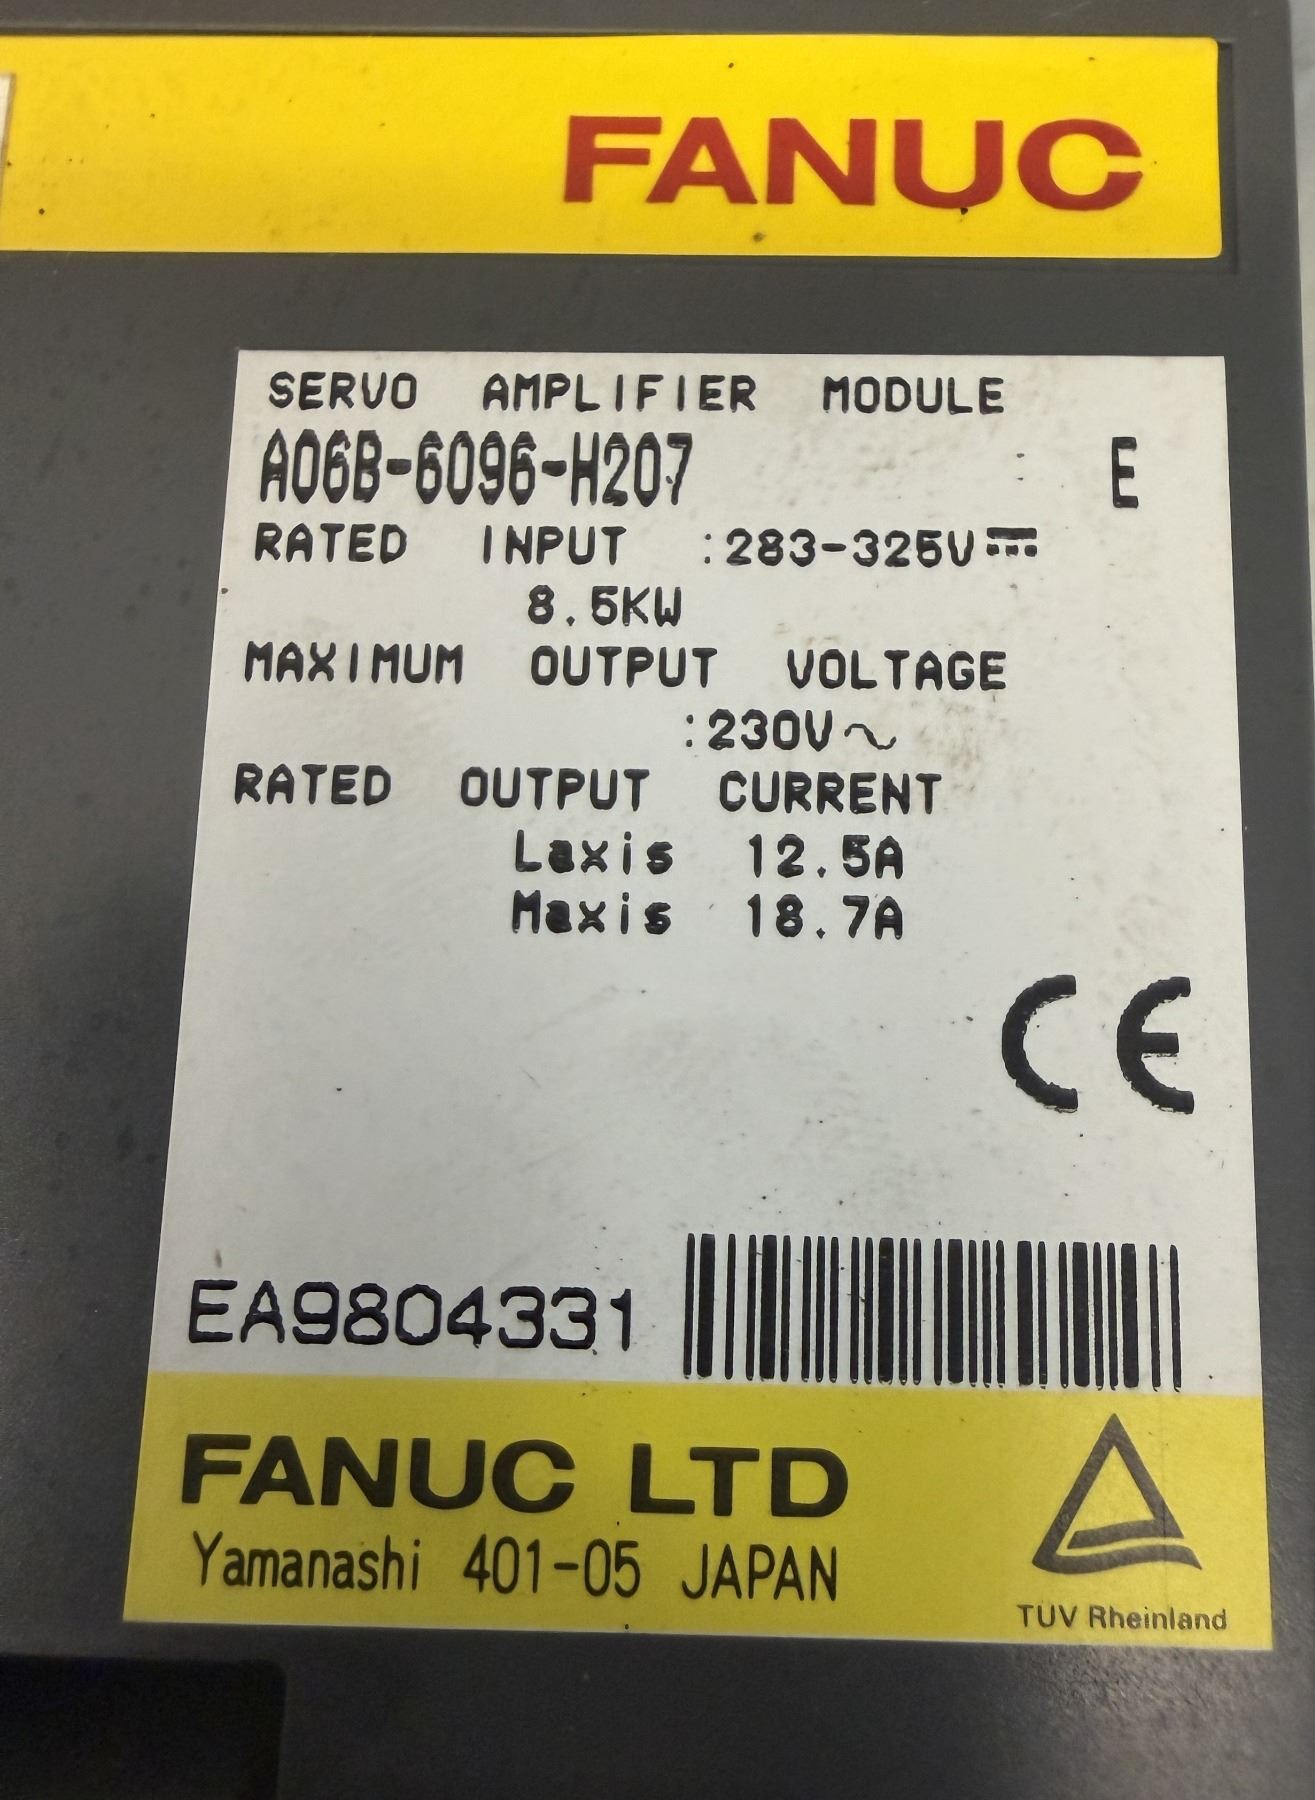 FANUC
SERVO AMPLIFIER MODULE
A06B-6096-H207 E
RATED INPUT :283-325V⎓
8.5KW
MAXIMUM OUTPUT VOLTAGE
:230V～
RATED OUTPUT CURRENT
Laxis 12.5A
Maxis 18.7A
CE
EA9804331
FANUC LTD
Yamanashi 401-05 JAPAN
TUV Rheinland